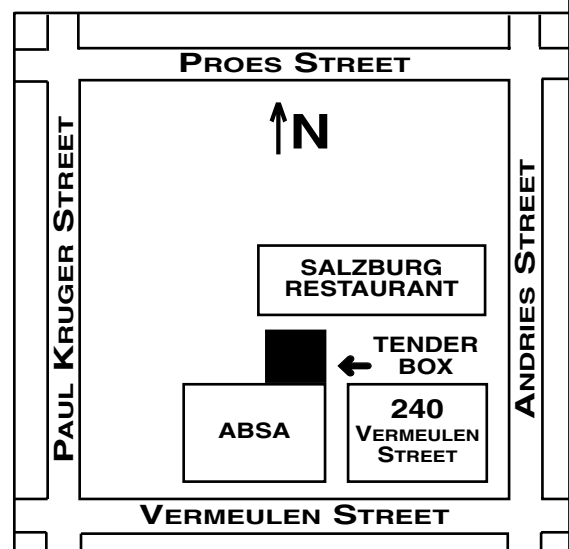 PROES STREET
N
PAUL KRUGER STREET
ANDRIES STREET
SALZBURG
RESTAURANT
TENDER
BOX
ABSA
240
VERMEULEN
STREET
VERMEULEN STREET